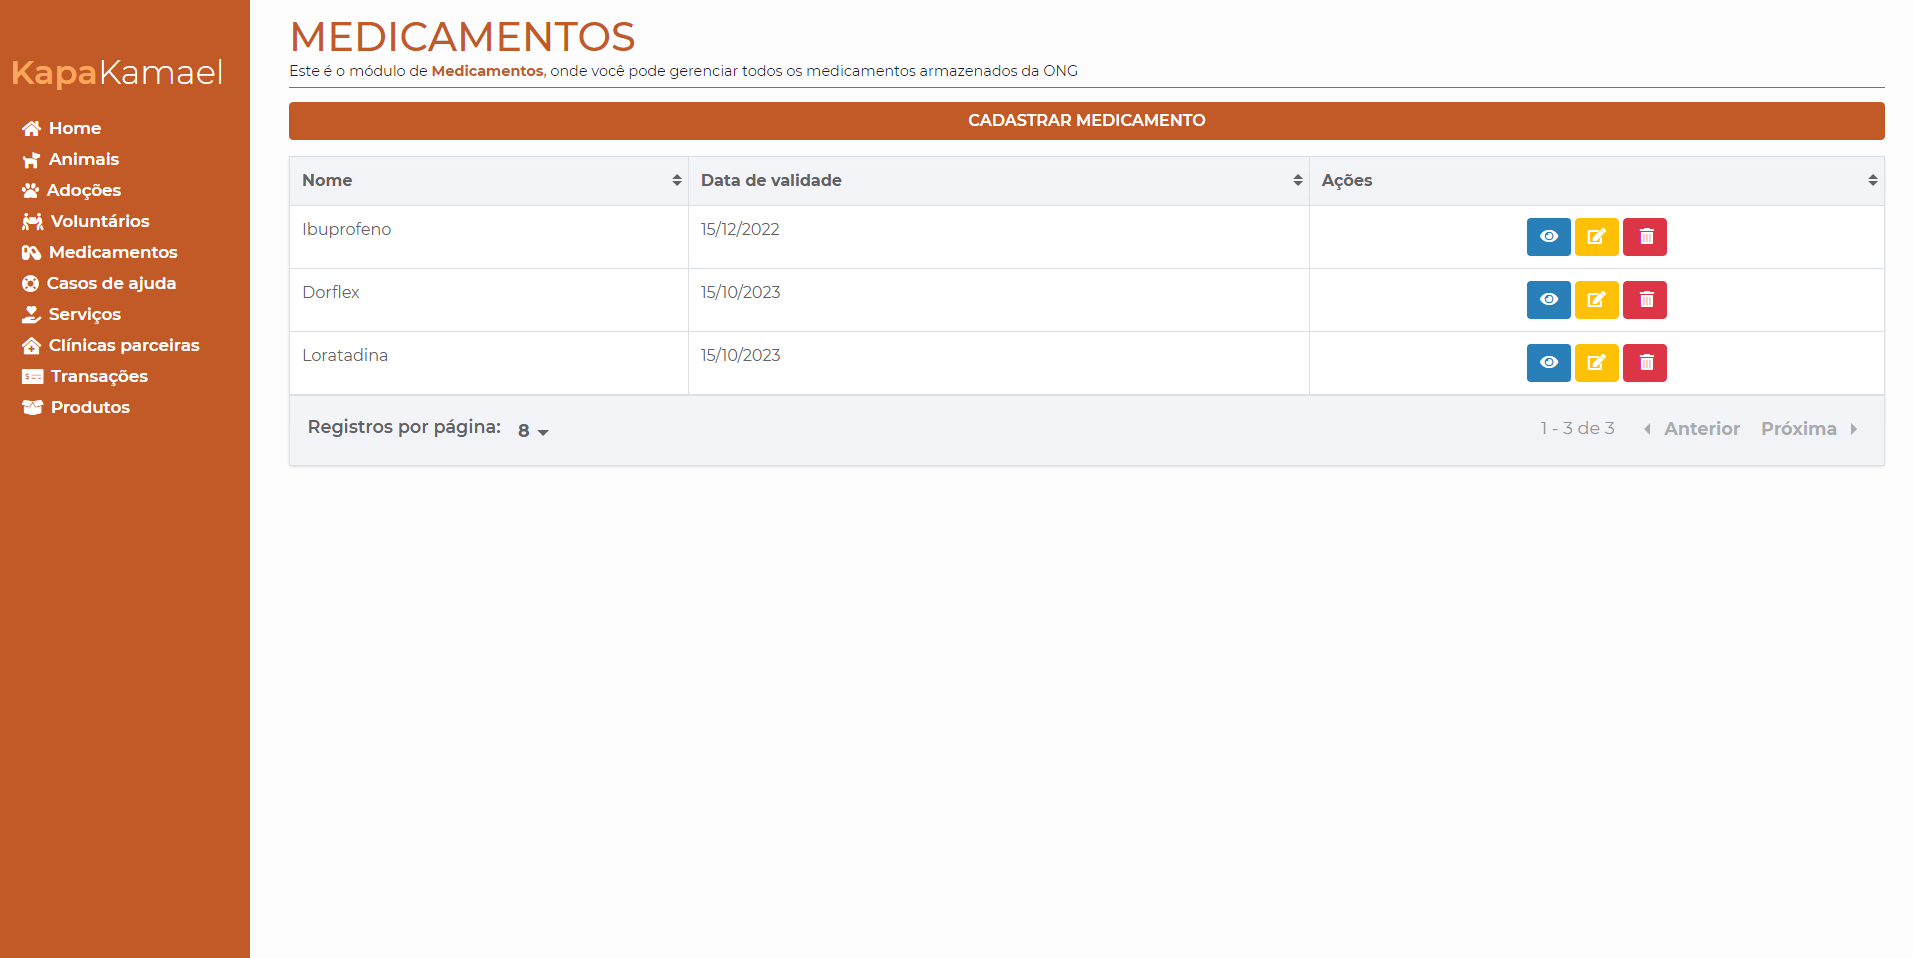 KapaKamael
Home
Animais
Adoções
Voluntários
Medicamentos
Casos de ajuda
Serviços
Clínicas parceiras
Transações
Produtos
MEDICAMENTOS
Este é o módulo de Medicamentos, onde você pode gerenciar todos os medicamentos armazenados da ONG
CADASTRAR MEDICAMENTO
Nome Data de validade Ações
Ibuprofeno 15/12/2022
Dorflex 15/10/2023
Loratadina 15/10/2023
Registros por página: 8 1 - 3 de 3 Anterior Próxima